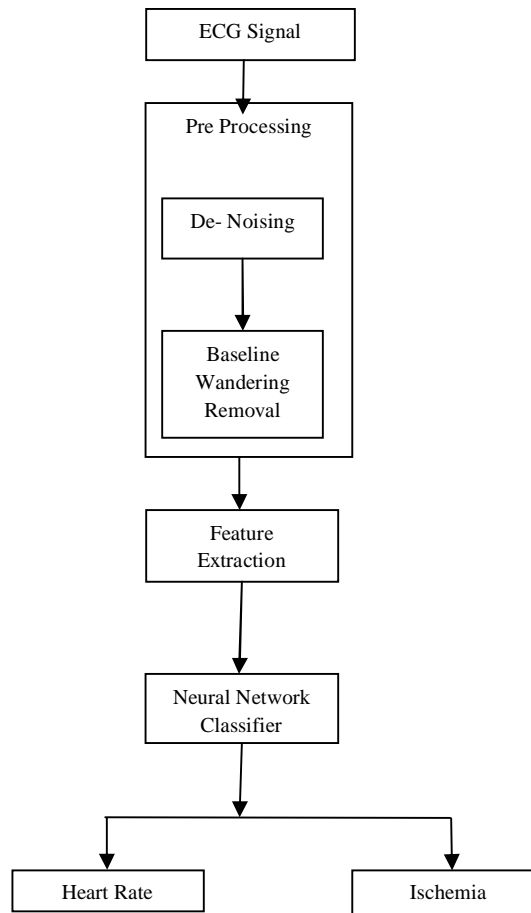 ECG Signal
Pre Processing
De- Noising
Baseline
Wandering
Removal
Feature
Extraction
Neural Network
Classifier
Heart Rate
Ischemia